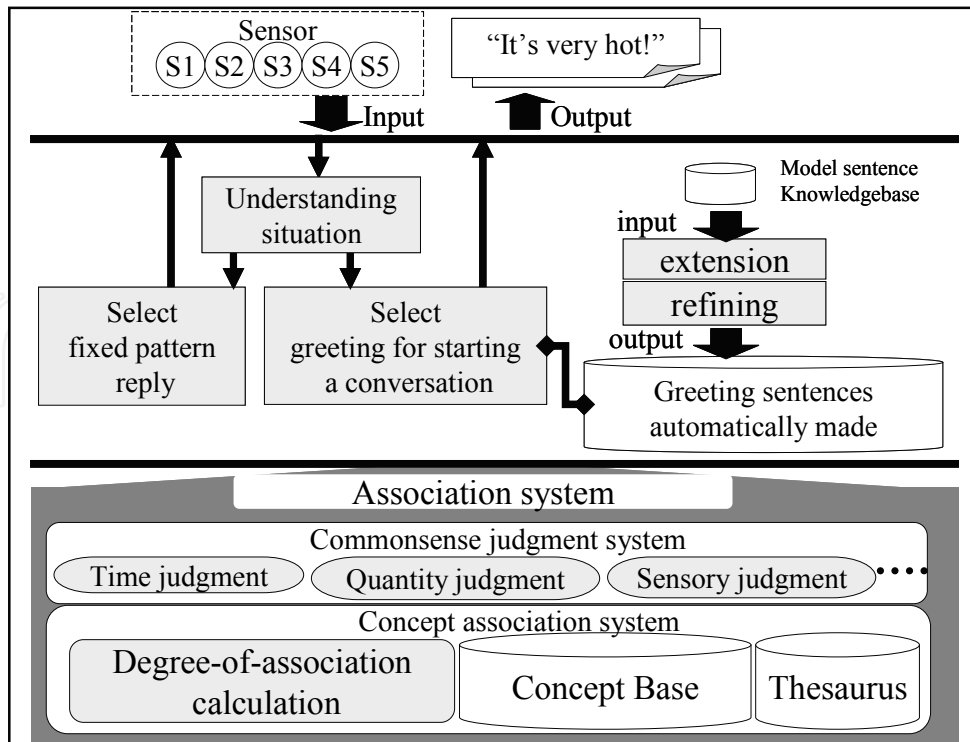 Sensor
S1 S2 S3 S4 S5
“It’s very hot!”
Input
Output
Understanding
situation
Model sentence
Knowledgebase
input
extension
refining
output
Select
fixed pattern
reply
Select
greeting for starting
a conversation
Greeting sentences
automatically made
Association system
Commonsense judgment system
Time judgment
Quantity judgment
Sensory judgment
••••
Concept association system
Degree-of-association
calculation
Concept Base
Thesaurus